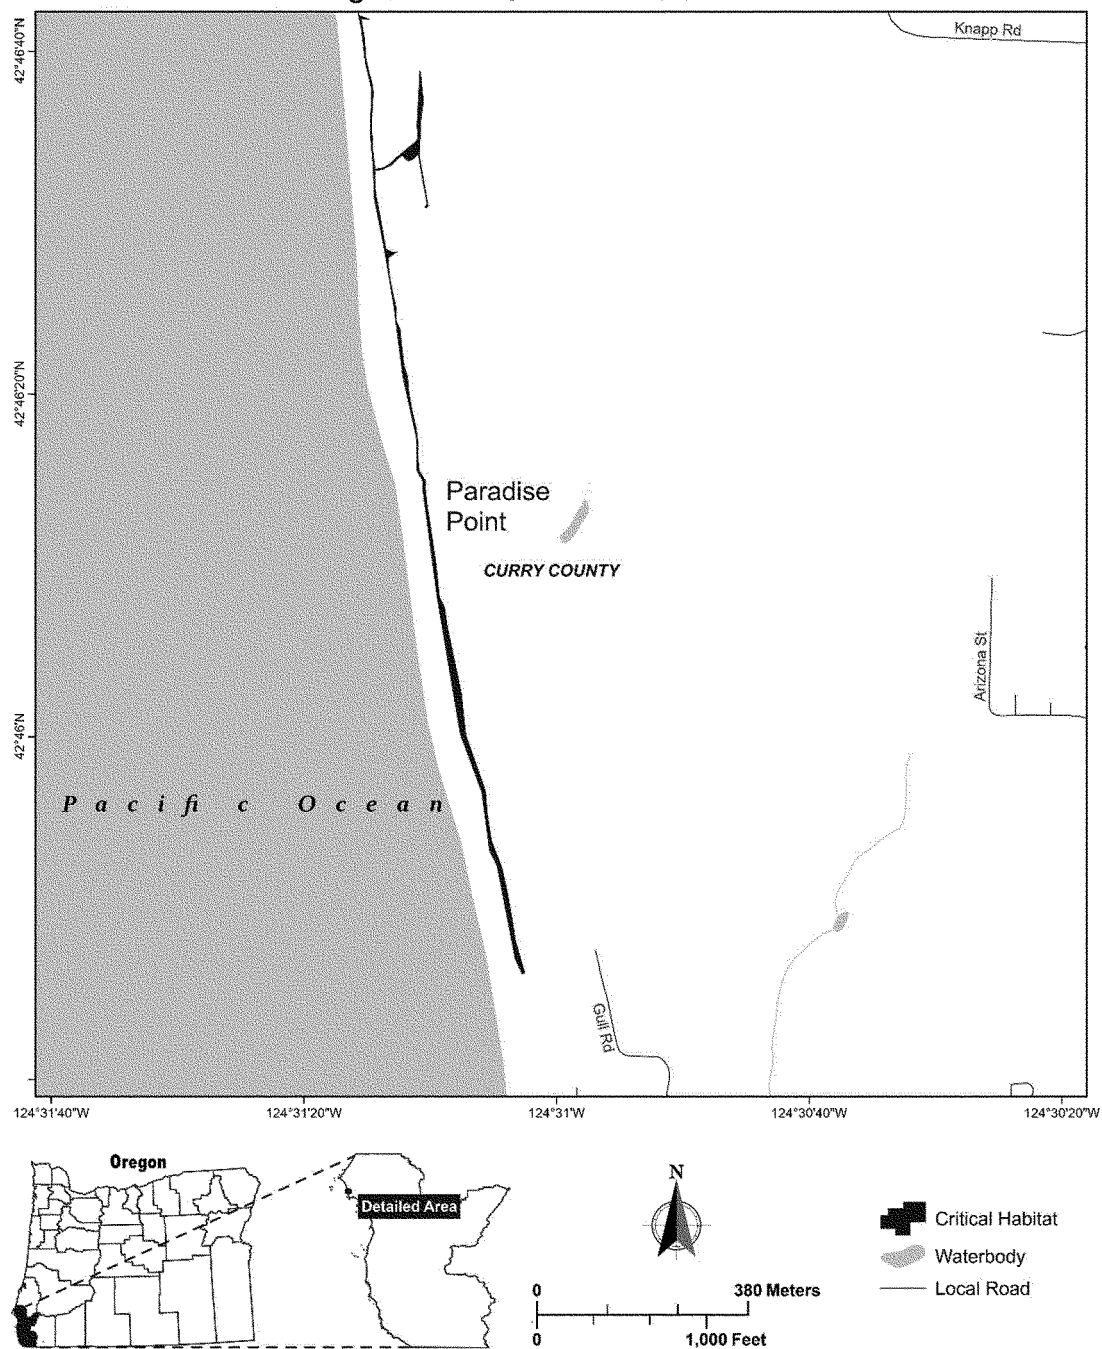 Knapp Rd
42°46'40"N
42°46'20"N
Paradise
Point
CURRY COUNTY
Arizona St
42°46'N
Pacific Ocean
Gull Rd
124°31'40"W
124°31'20"W
124°31'W
124°30'40"W
124°30'20"W
Oregon
Detailed Area
N
0
380 Meters
0
1,000 Feet
Critical Habitat
Waterbody
Local Road